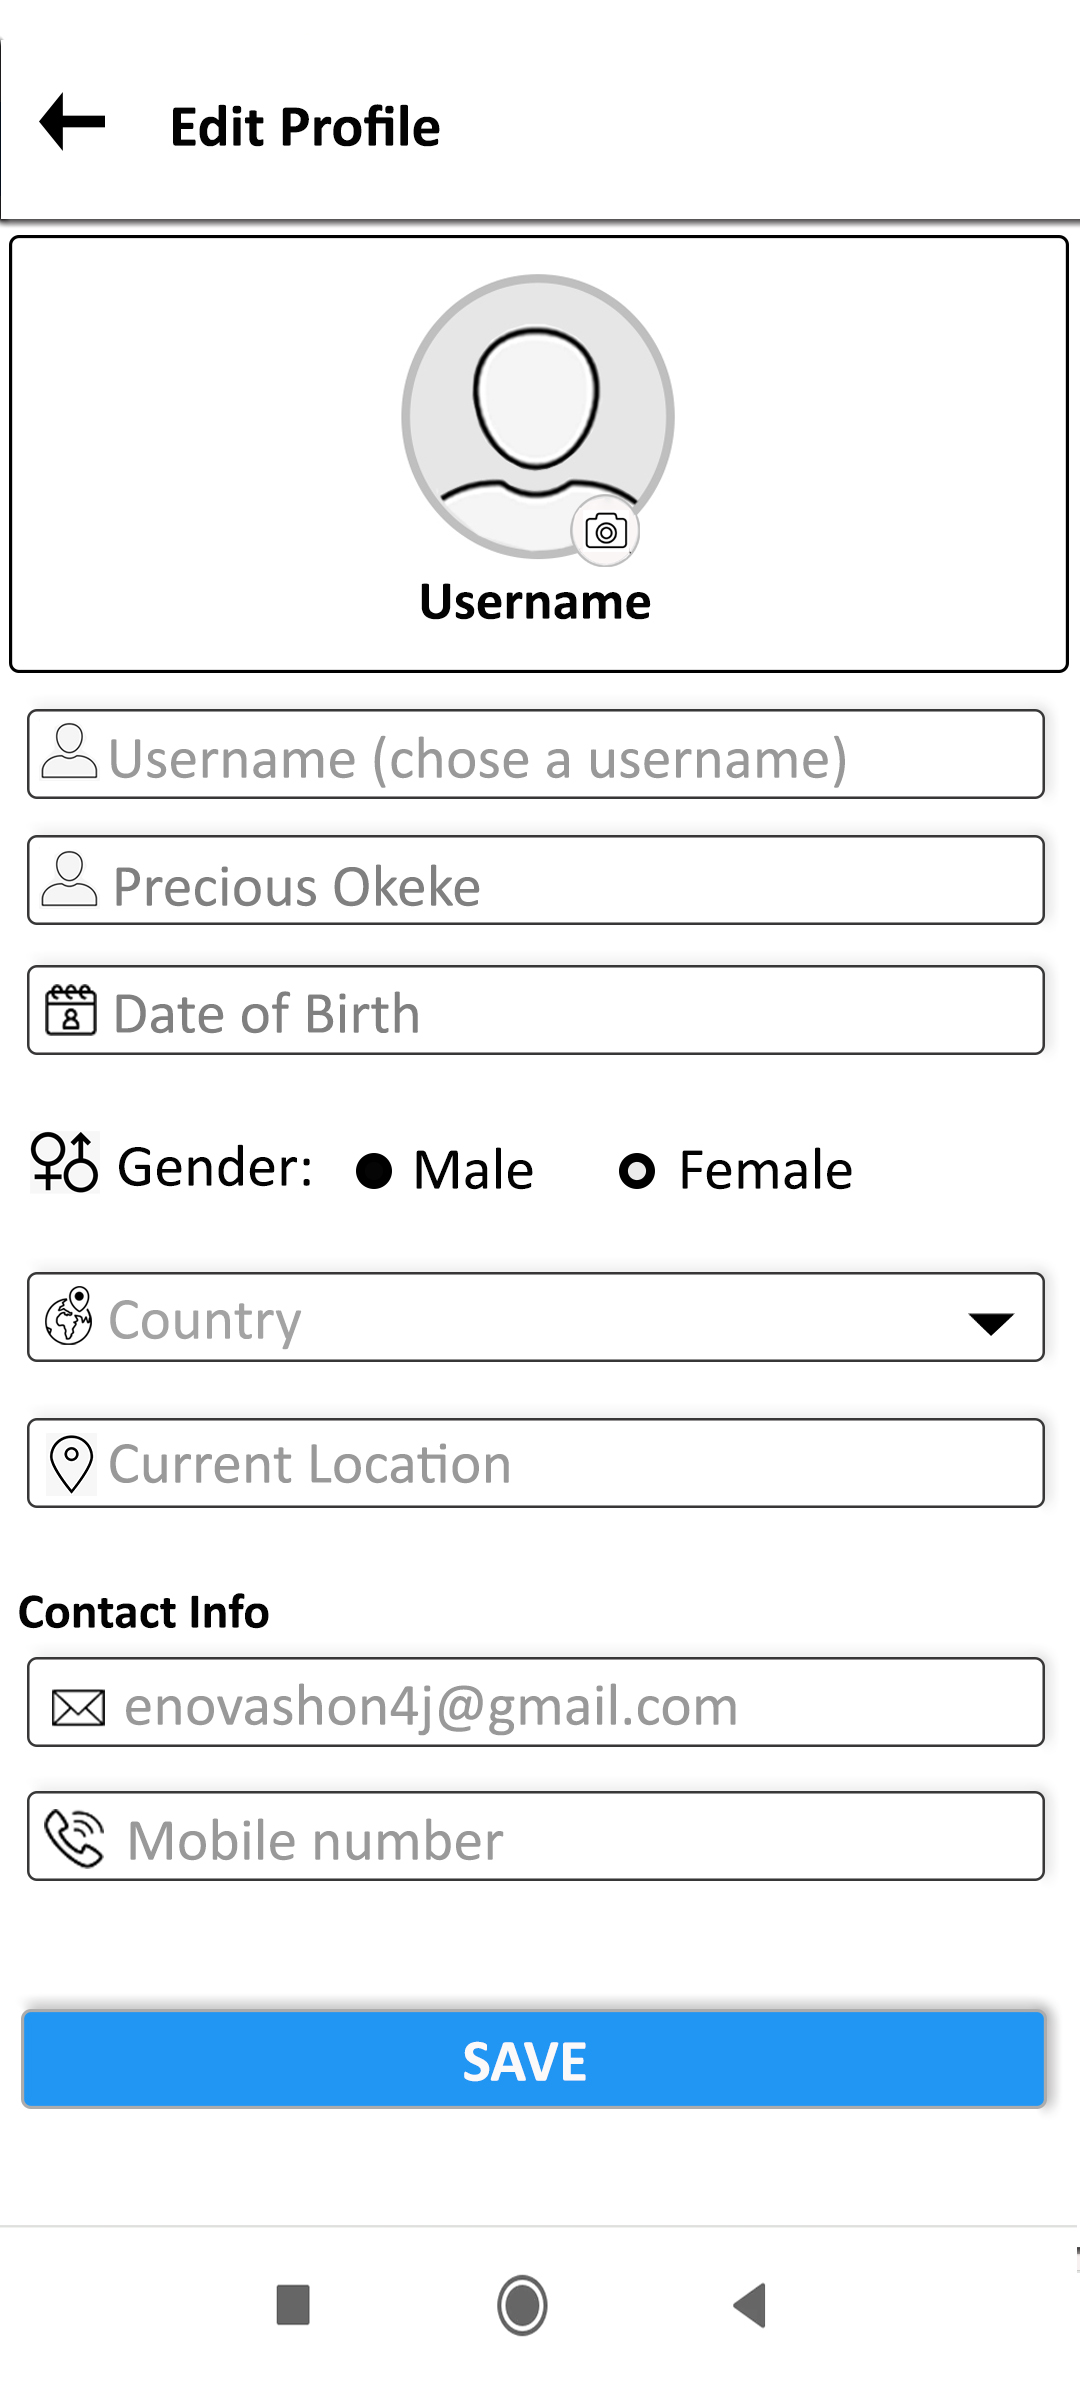 Edit Profile
Username
Username (chose a username)
Precious Okeke
Date of Birth
Gender: Male Female
Country
Current Location
Contact Info
enovashon4j@gmail.com
Mobile number
SAVE